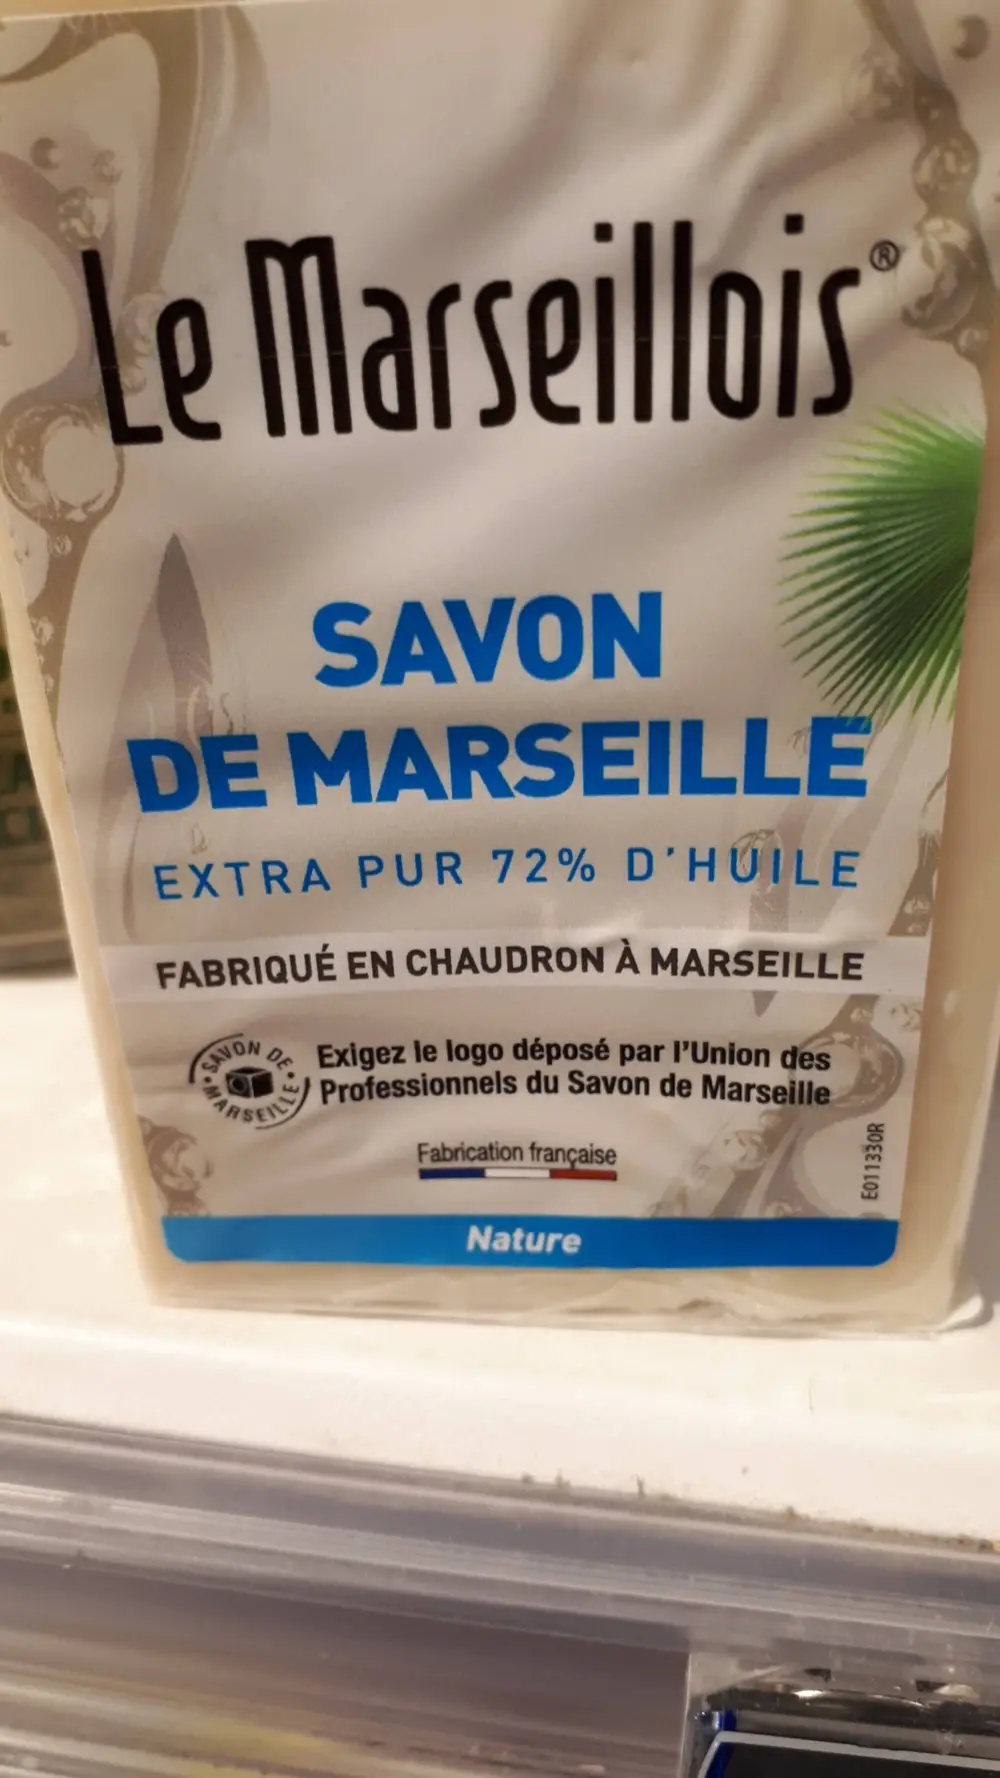 Le Marseillois®
SAVON
DE MARSEILLE
EXTRA PUR 72% D'HUILE
FABRIQUÉ EN CHAUDRON À MARSEILLE
SAVON DE MARSEILLE
Exigez le logo déposé par l'Union des
Professionnels du Savon de Marseille
Fabrication française
E011330R
Nature